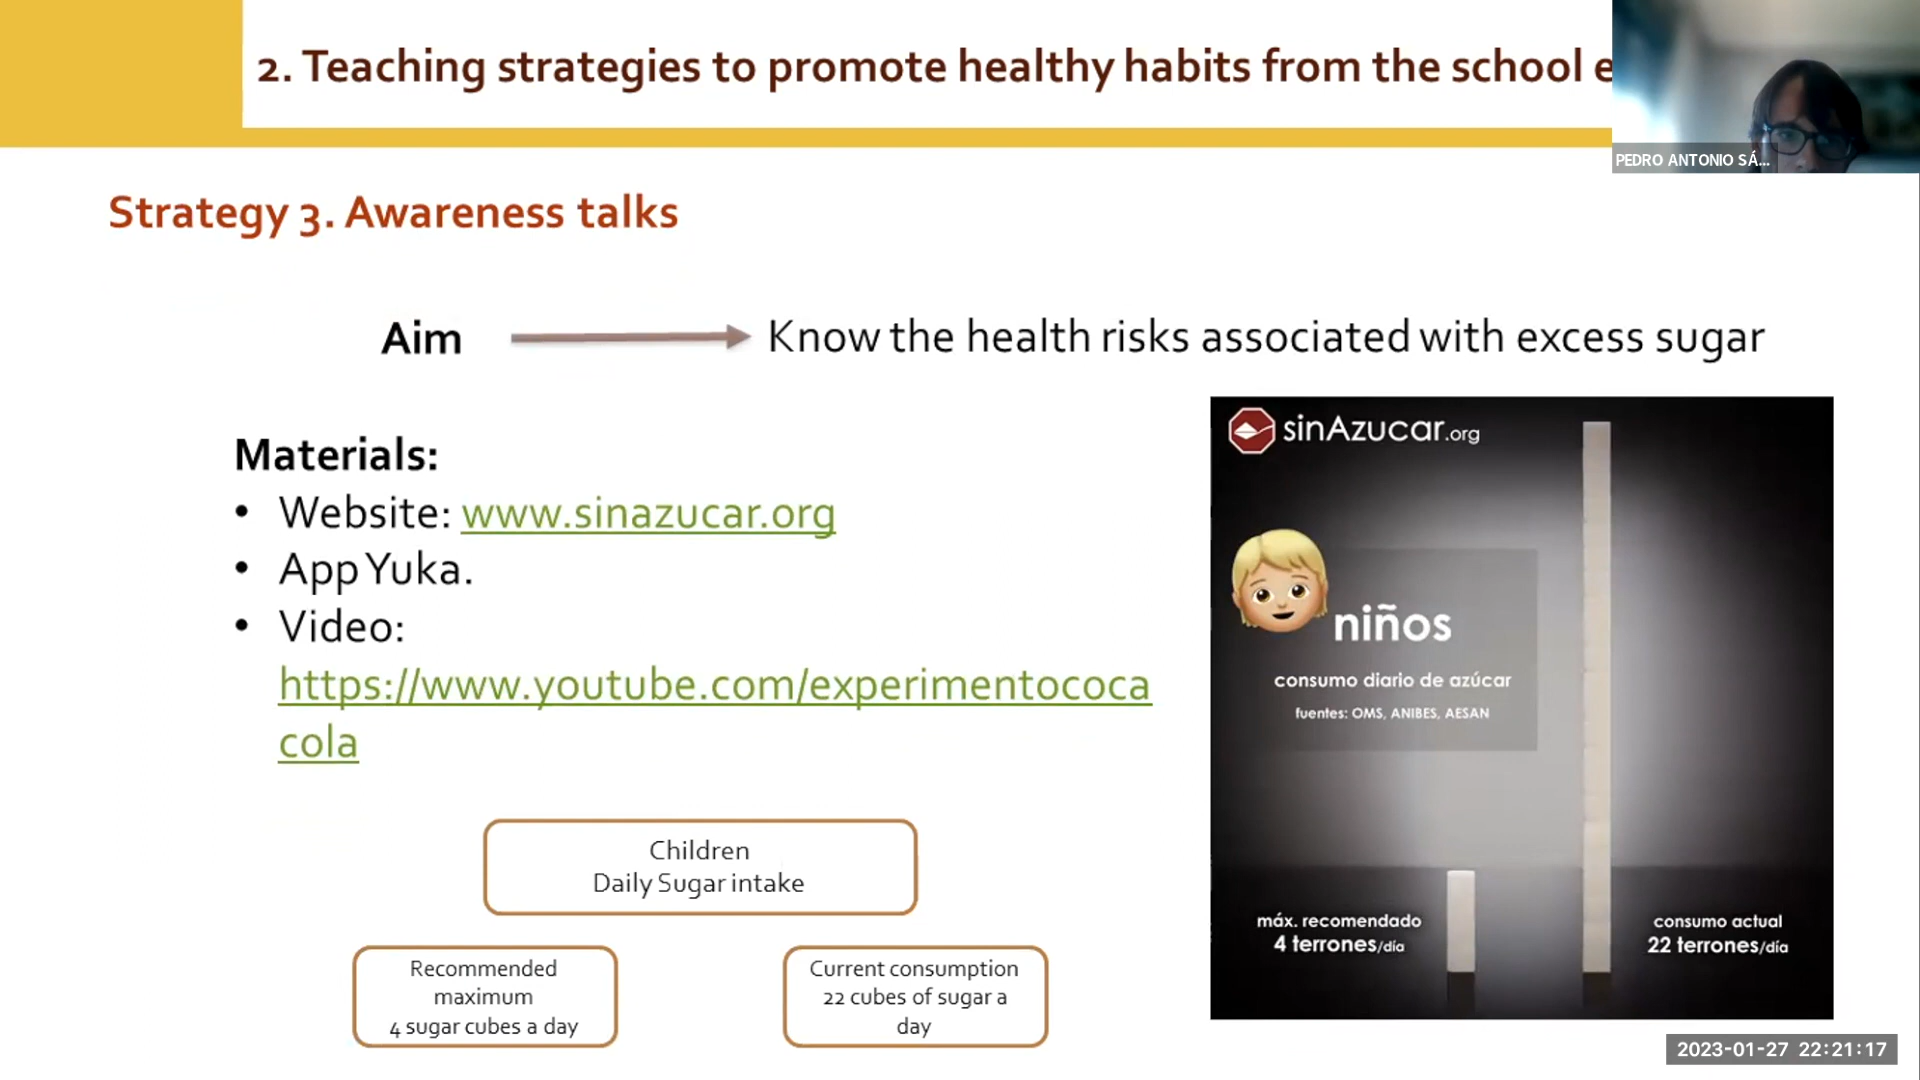 2. Teaching strategies to promote healthy habits from the school e
PEDRO ANTONIO SÁ...
Strategy 3. Awareness talks
Aim
Know the health risks associated with excess sugar
Materials:
• Website: www.sinazucar.org
• App Yuka.
• Video:
https://www.youtube.com/experimentococa
cola
Children
Daily Sugar intake
Recommended
maximum
4 sugar cubes a day
Current consumption
22 cubes of sugar a
day
sinAzucar.org
niños
consumo diario de azúcar
fuentes: OMS, ANIBES, AESAN
máx. recomendado
4 terrones/día
consumo actual
22 terrones/día
2023-01-27 22:21:17